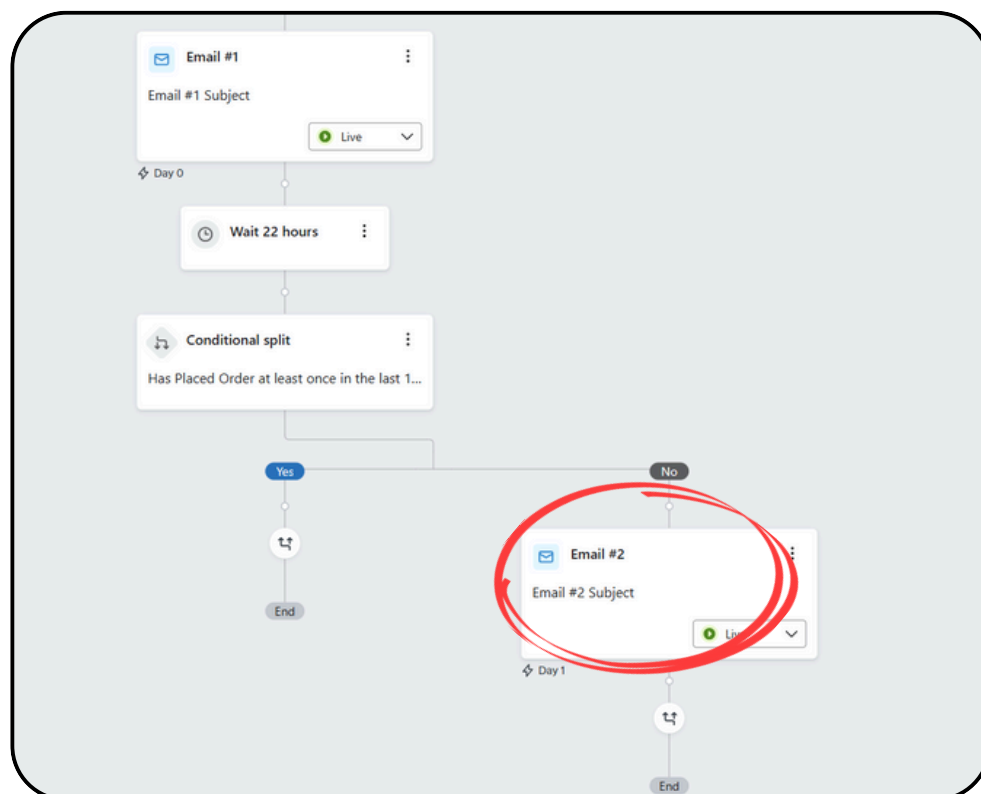 Email #1
Email #1 Subject
Live
Day 0
Wait 22 hours
Conditional split
Has Placed Order at least once in the last 1...
Yes
No
Email #2
Email #2 Subject
Live
End
Day 1
End